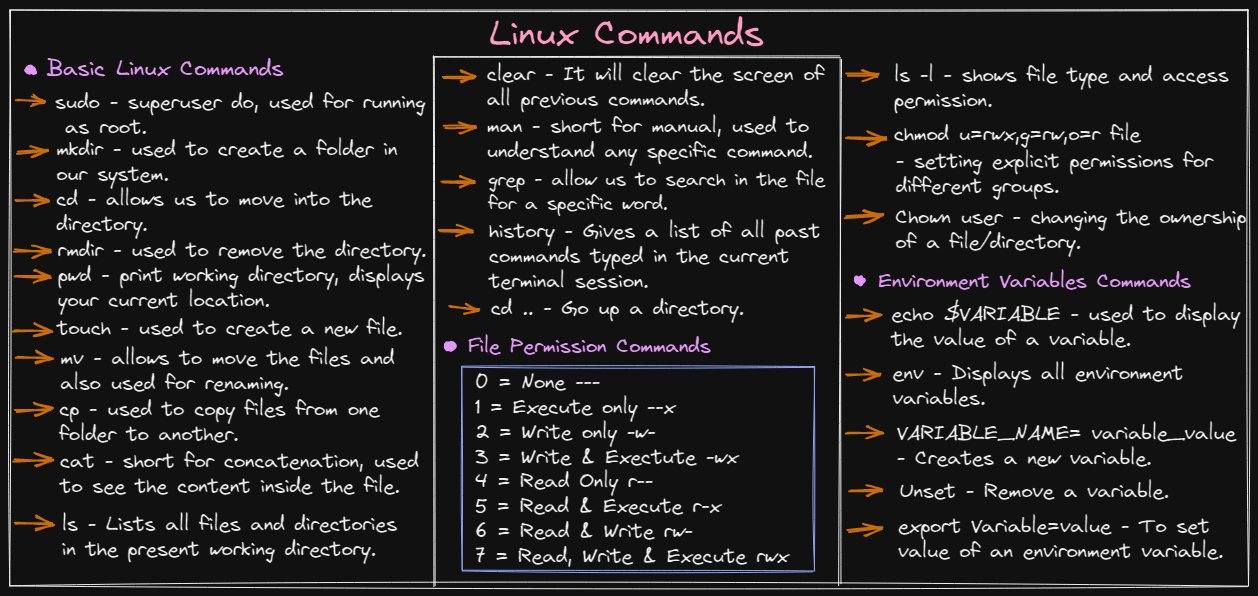 Linux Commands
Basic Linux Commands
sudo - superuser do, used for running
as root.
mkdir - used to create a folder in
our system.
cd - allows us to move into the
directory.
rmdir - used to remove the directory.
pwd - print working directory, displays
your current location.
touch - used to create a new file.
mv - allows to move the files and
also used for renaming.
cp - used to copy files from one
folder to another.
cat - short for concatenation, used
to see the content inside the file.
ls - Lists all files and directories
in the present working directory.
clear - It will clear the screen of
all previous commands.
man - short for manual, used to
understand any specific command.
grep - allow us to search in the file
for a specific word.
history - Gives a list of all past
commands typed in the current
terminal session.
cd .. - Go up a directory.
File Permission Commands
0 = None ---
1 = Execute only --x
2 = Write only -w-
3 = Write & Exectute -wx
4 = Read Only r--
5 = Read & Execute r-x
6 = Read & Write rw-
7 = Read, Write & Execute rwx
ls -l - shows file type and access
permission.
chmod u=rwx,g=rw,o=r file
- setting explicit permissions for
different groups.
Chown user - changing the ownership
of a file/directory.
Environment Variables Commands
echo $VARIABLE - used to display
the value of a variable.
env - Displays all environment
variables.
VARIABLE_NAME= variable_value
- Creates a new variable.
Unset - Remove a variable.
export Variable=value - To set
value of an environment variable.